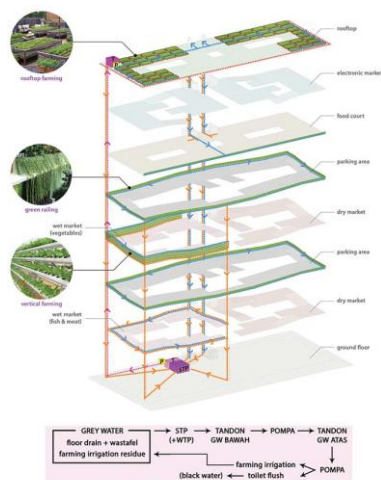 rooftop
rooftop farming
electronic market
food court
green railing
parking area
wet market
(vegetables)
dry market
vertical farming
parking area
wet market
(fish & meat)
dry market
ground floor
STP
GREY WATER
floor drain + wastafel
farming irrigation residue
STP
(+WTP)
TANDON
GW BAWAH
POMPA
TANDON
GW ATAS
farming irrigation
(black water)
toilet flush
POMPA